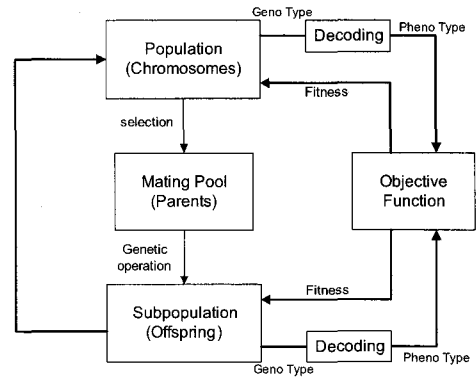 Geno Type
Decoding
Pheno Type
Population
(Chromosomes)
Fitness
selection
Mating Pool
(Parents)
Objective
Function
Genetic
operation
Fitness
Subpopulation
(Offspring)
Decoding
Geno Type
Pheno Type